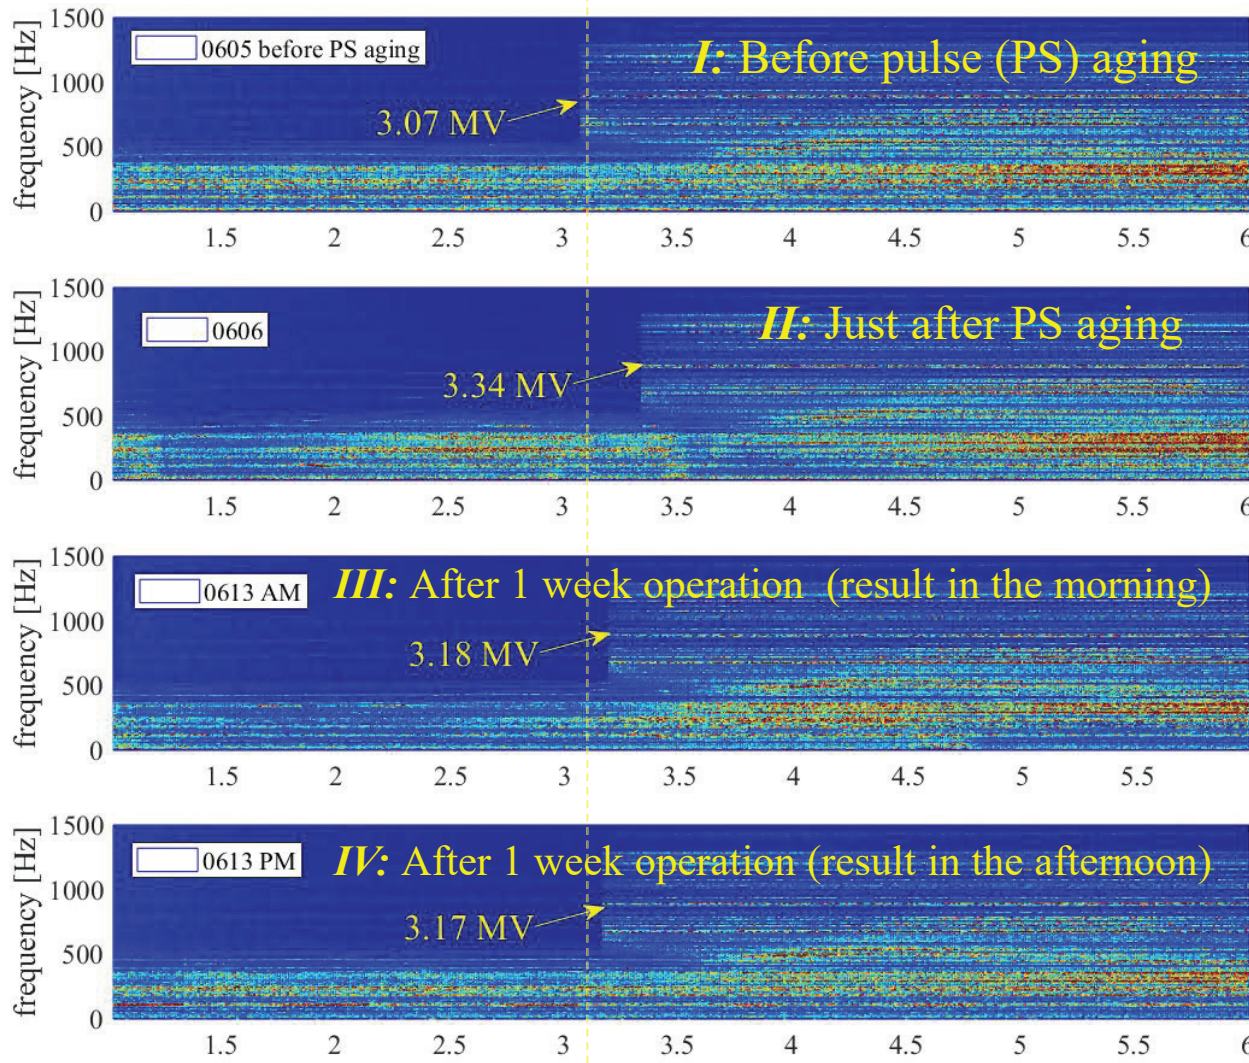 1500
1000
500
0
frequency [Hz]
0605 before PS aging
I: Before pulse (PS) aging
3.07 MV
1.5 2 2.5 3 3.5 4 4.5 5 5.5 6
1500
1000
500
0
frequency [Hz]
0606
II: Just after PS aging
3.34 MV
1.5 2 2.5 3 3.5 4 4.5 5 5.5 6
1500
1000
500
0
frequency [Hz]
0613 AM
III: After 1 week operation (result in the morning)
3.18 MV
1.5 2 2.5 3 3.5 4 4.5 5 5.5
1500
1000
500
0
frequency [Hz]
0613 PM
IV: After 1 week operation (result in the afternoon)
3.17 MV
1.5 2 2.5 3 3.5 4 4.5 5 5.5 6